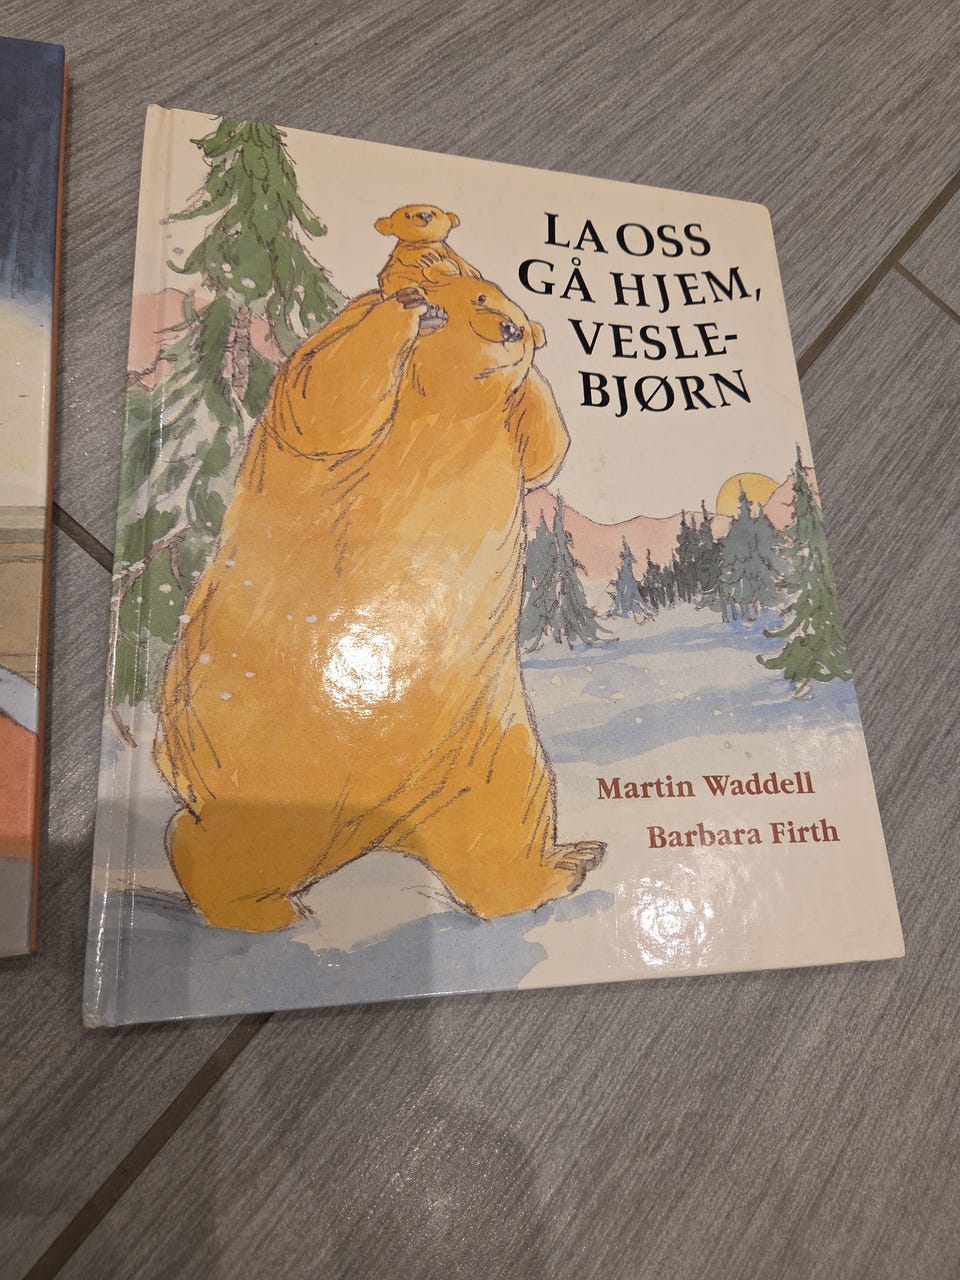 LA OSS
GÅ HJEM,
VESLE-
BJØRN
Martin Waddell
Barbara Firth